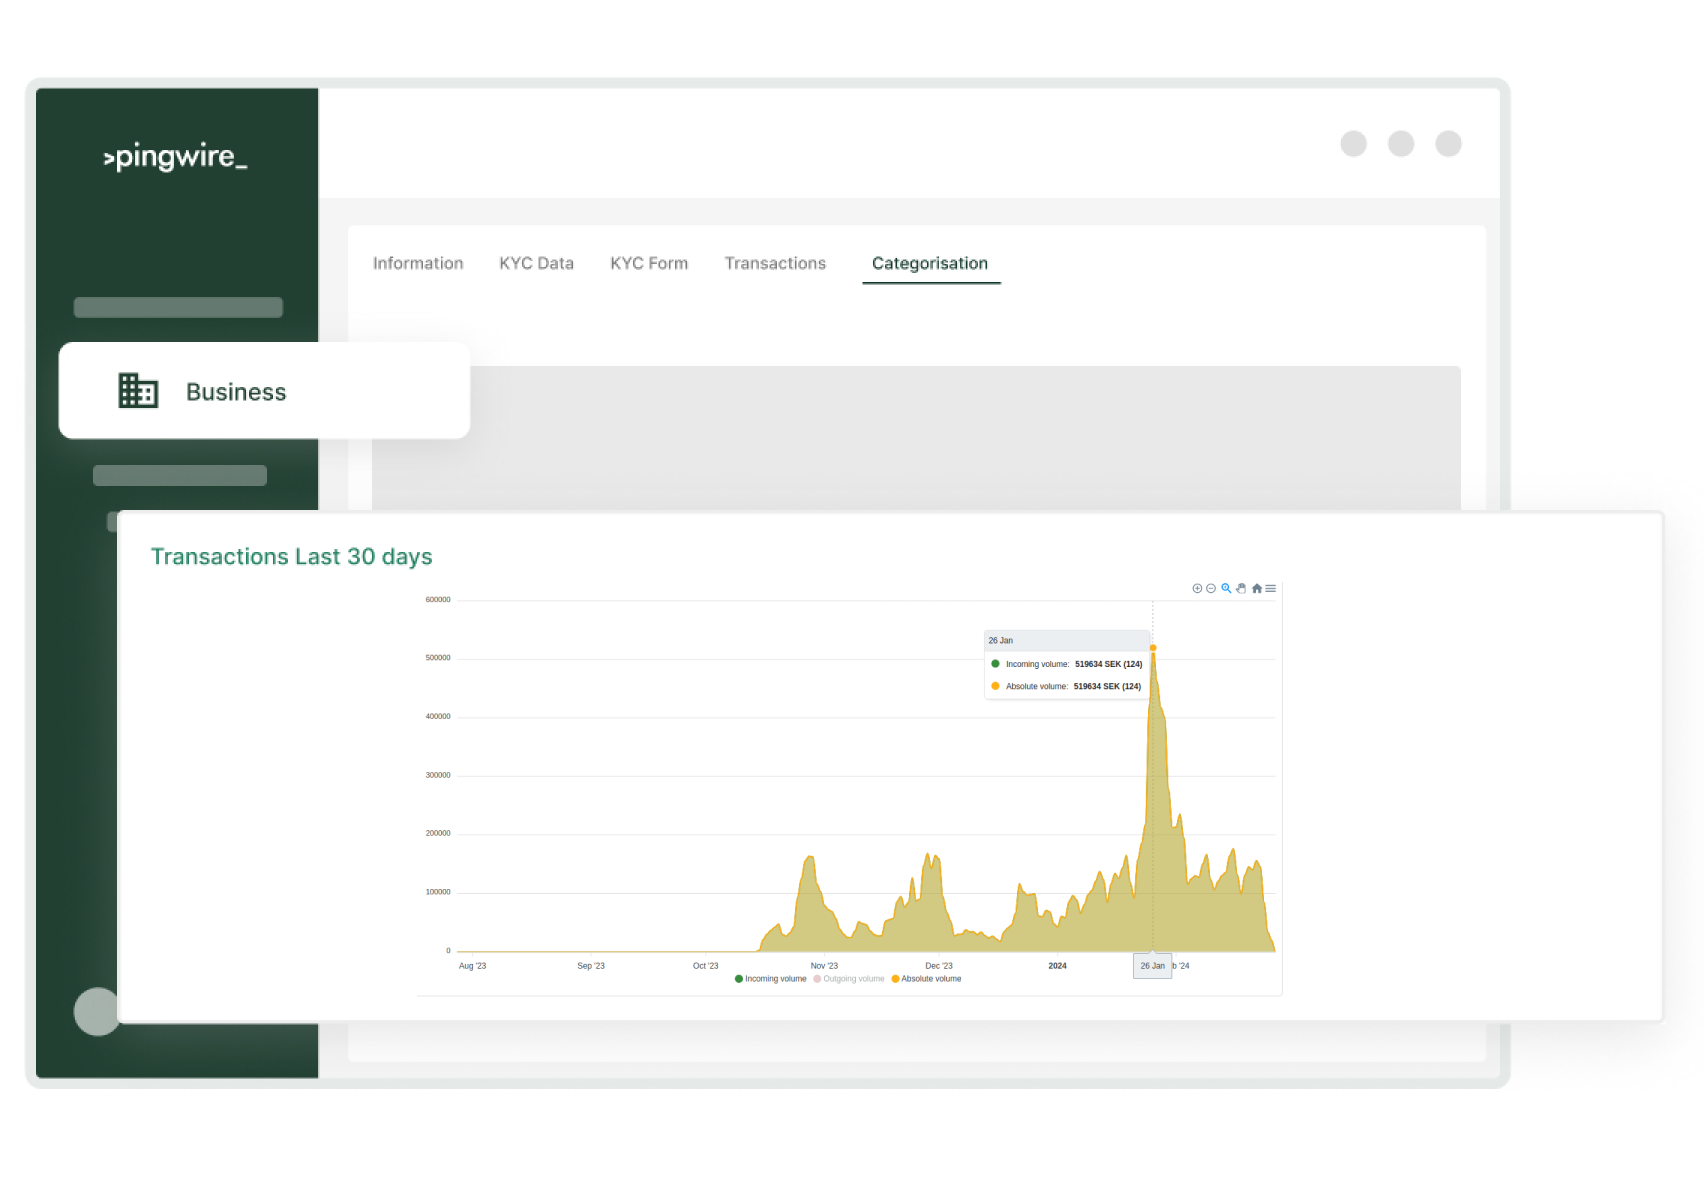 >pingwire_
Information KYC Data KYC Form Transactions Categorisation
Business
Transactions Last 30 days
600000
500000
400000
300000
200000
100000
0
26 Jan
Incoming volume: 519634 SEK (124)
Absolute volume: 519634 SEK (124)
Aug '23 Sep '23 Oct '23 Nov '23 Dec '23 2024 26 Jan b '24
Incoming volume Outgoing volume Absolute volume